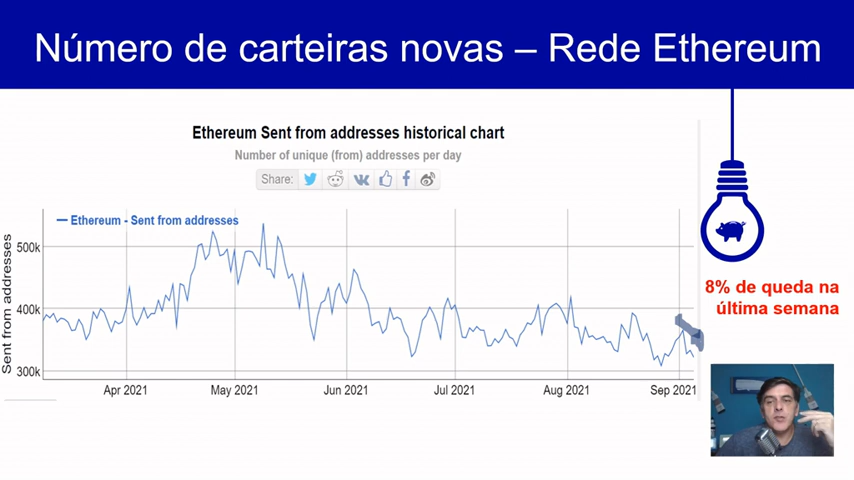 Número de carteiras novas – Rede Ethereum
Ethereum Sent from addresses historical chart
Number of unique (from) addresses per day
Share:
Ethereum - Sent from addresses
Sent from addresses
500k
400k
300k
Apr 2021
May 2021
Jun 2021
Jul 2021
Aug 2021
Sep 2021
8% de queda na
última semana